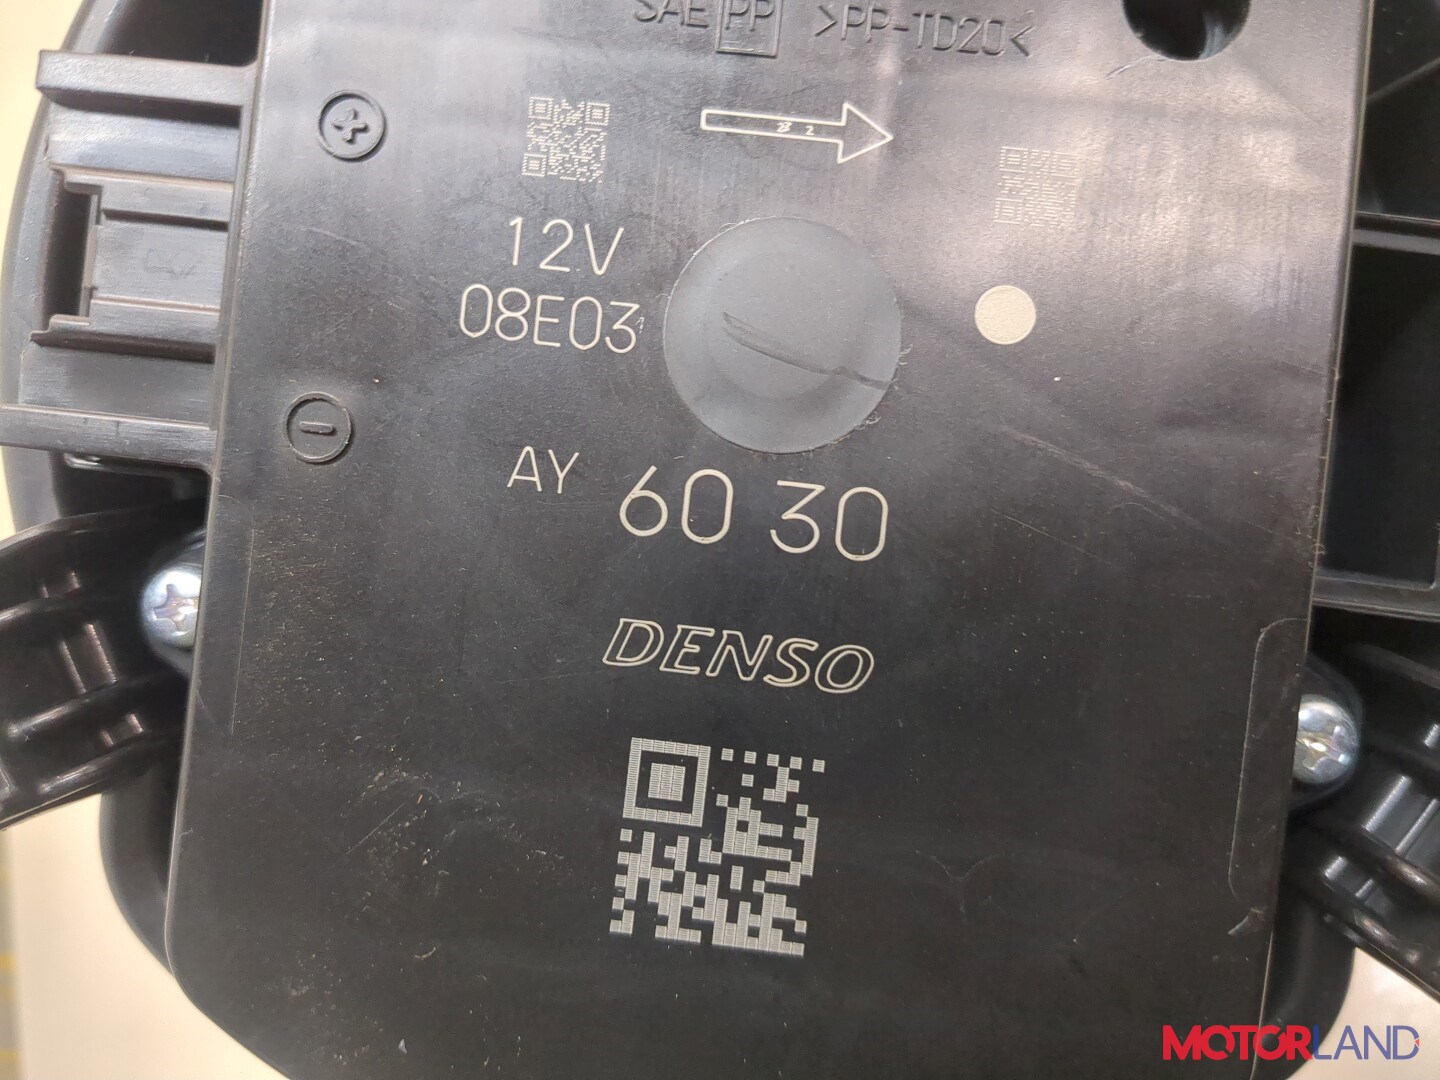 SAE PP >PP-TD20<
12V
08E03
AY 60 30
DENSO
MOTORLAND